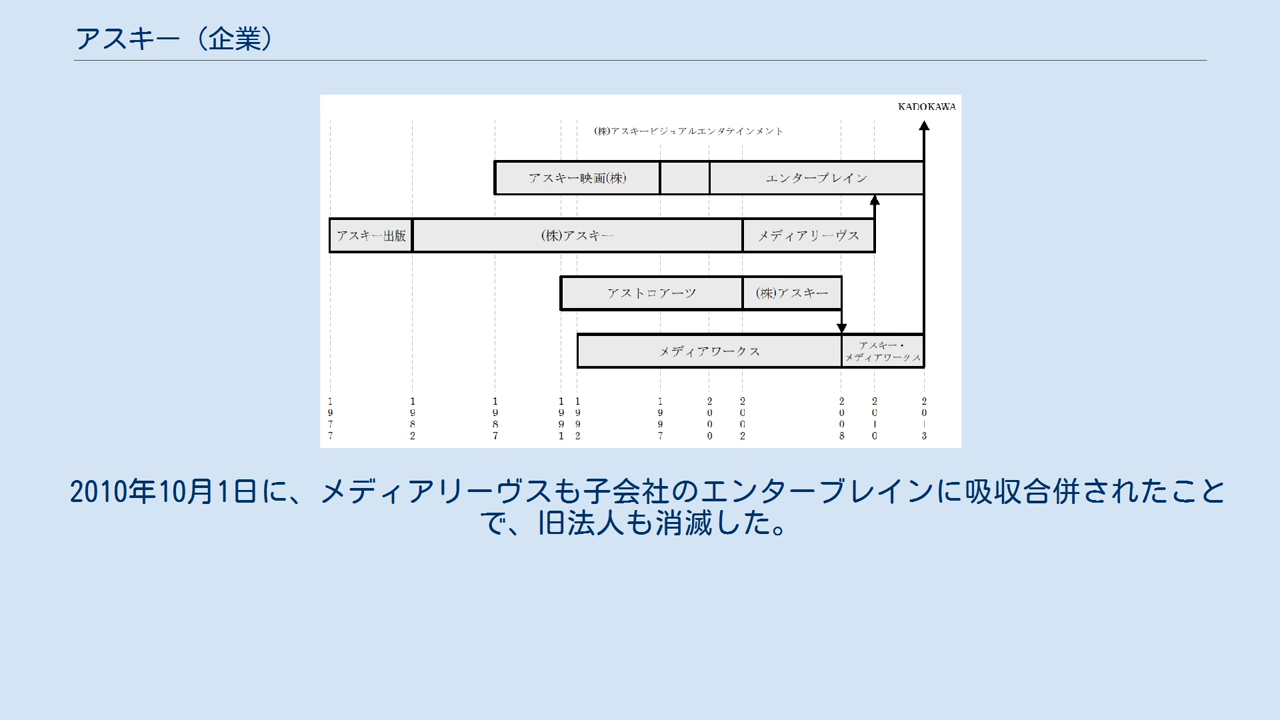 アスキー（企業）
KADOKAWA
(株)アスキービジュアルエンタテインメント
アスキー映画(株)
エンターブレイン
アスキー出版
(株)アスキー
メディアリーヴス
アストロアーツ
(株)アスキー
メディアワークス
アスキー・
メディアワークス
1977
1982
1987
1991
1992
1997
2000
2002
2008
2010
2013
2010年10月1日に、メディアリーヴスも子会社のエンターブレインに吸収合併されたこと
で、旧法人も消滅した。